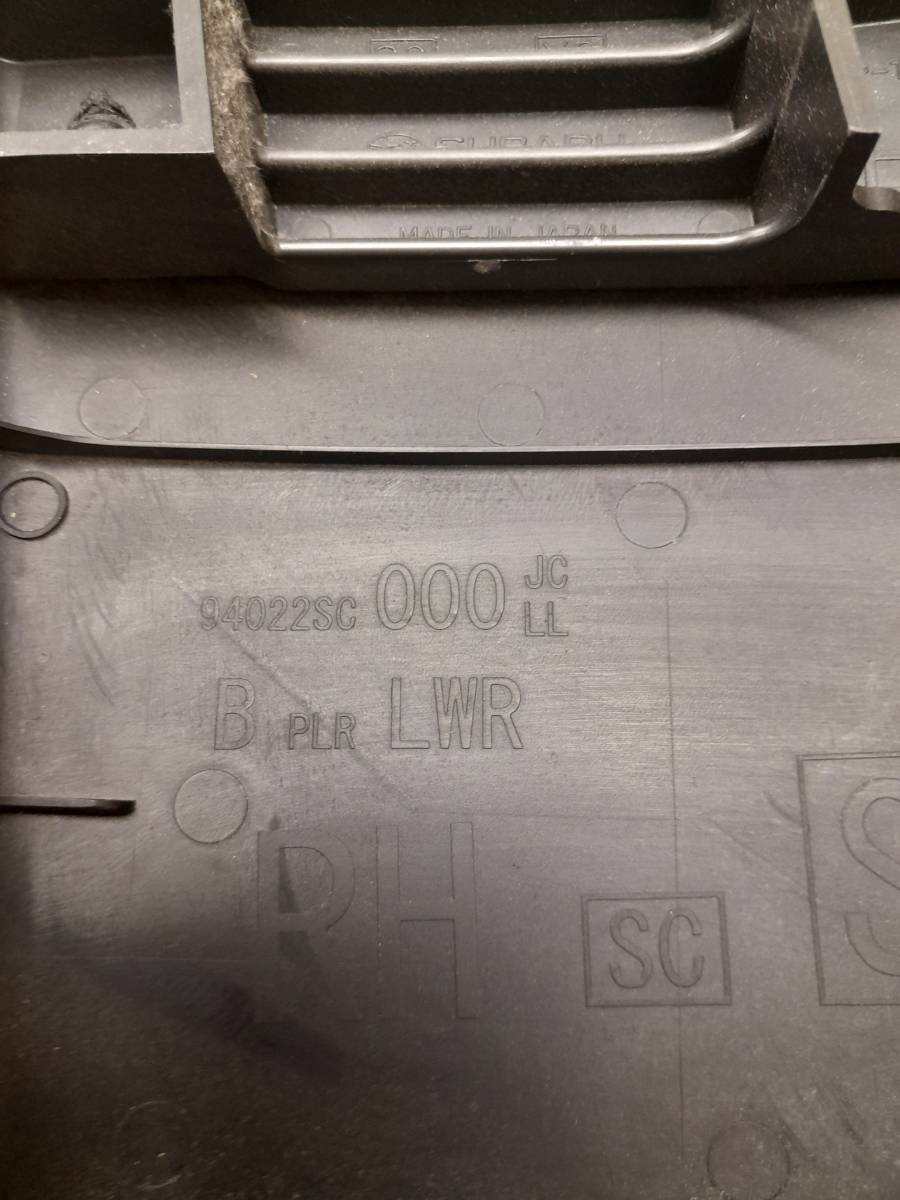 SUBARU
MADE IN JAPAN
94022SC 000 JC LL
B PLR LWR
RH
SC